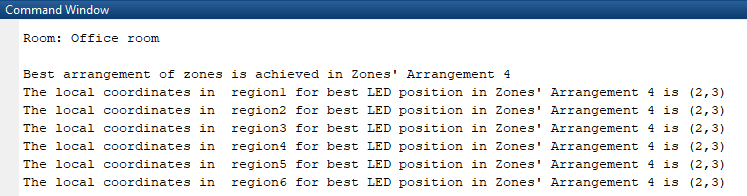 Command Window
Room: Office room
Best arrangement of zones is achieved in Zones' Arrangement 4
The local coordinates in  region1 for best LED position in Zones' Arrangement 4 is (2,3)
The local coordinates in  region2 for best LED position in Zones' Arrangement 4 is (2,3)
The local coordinates in  region3 for best LED position in Zones' Arrangement 4 is (2,3)
The local coordinates in  region4 for best LED position in Zones' Arrangement 4 is (2,3)
The local coordinates in  region5 for best LED position in Zones' Arrangement 4 is (2,3)
The local coordinates in  region6 for best LED position in Zones' Arrangement 4 is (2,3)